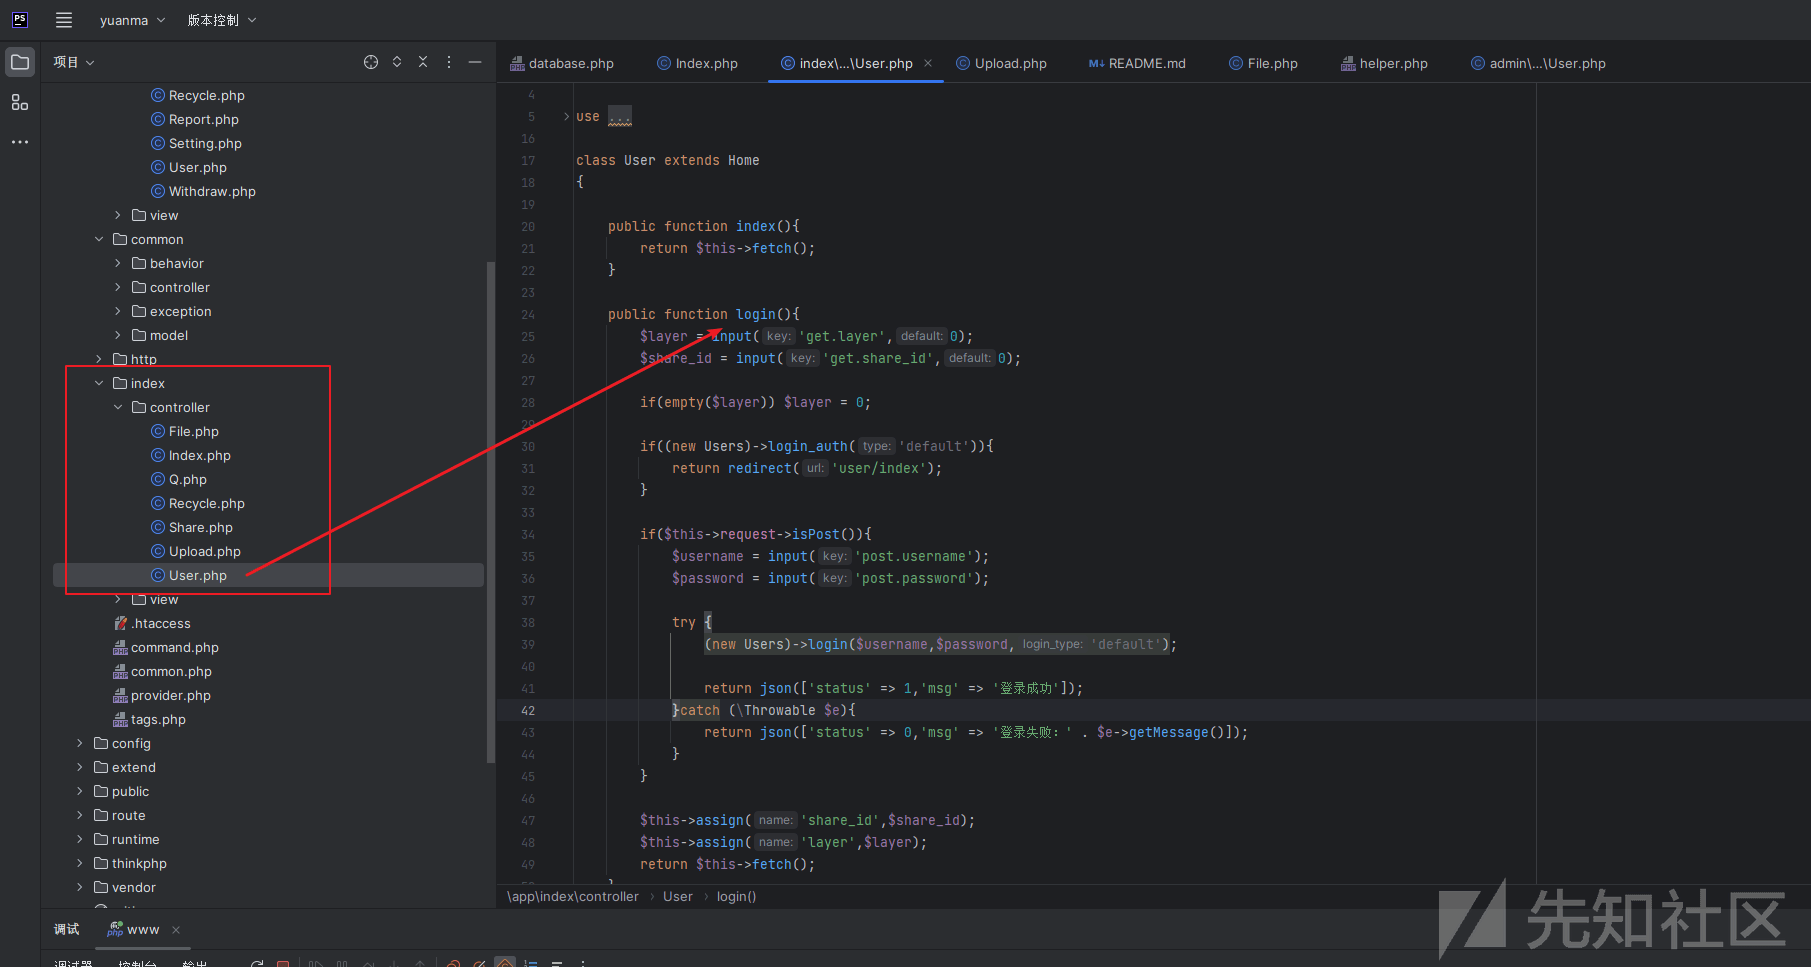 PS yuanma 版本控制
项目
Recycle.php
Report.php
Setting.php
User.php
Withdraw.php
view
common
behavior
controller
exception
model
http
index
controller
File.php
Index.php
Q.php
Recycle.php
Share.php
Upload.php
User.php
view
.htaccess
command.php
common.php
provider.php
tags.php
config
extend
public
route
runtime
thinkphp
vendor
database.php Index.php index\...\User.php Upload.php README.md File.php helper.php admin\...\User.php
4
5 use ...
16
17 class User extends Home
18 {
19
20 public function index(){
21 return $this->fetch();
22 }
23
24 public function login(){
25 $layer = input( key: 'get.layer', default: 0);
26 $share_id = input( key: 'get.share_id', default: 0);
27
28 if(empty($layer)) $layer = 0;
29
30 if((new Users)->login_auth( type: 'default')){
31 return redirect( url: 'user/index');
32 }
33
34 if($this->request->isPost()){
35 $username = input( key: 'post.username');
36 $password = input( key: 'post.password');
37
38 try {
39 (new Users)->login($username,$password, login_type: 'default');
40
41 return json(['status' => 1,'msg' => '登录成功']);
42 }catch (\Throwable $e){
43 return json(['status' => 0,'msg' => '登录失败：' . $e->getMessage()]);
44 }
45 }
46
47 $this->assign( name: 'share_id',$share_id);
48 $this->assign( name: 'layer',$layer);
49 return $this->fetch();
\app\index\controller User login()
调试 www
调试器 控制台 输出
先知社区